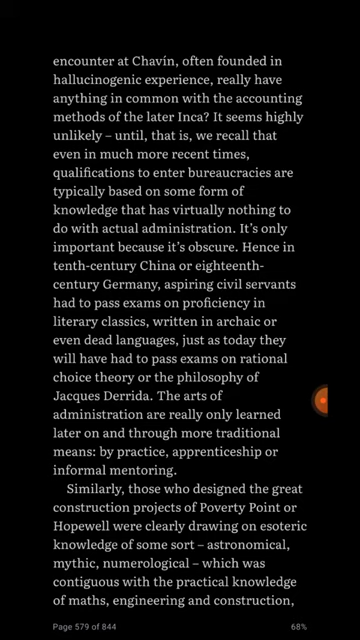 encounter at Chavín, often founded in
hallucinogenic experience, really have
anything in common with the accounting
methods of the later Inca? It seems highly
unlikely – until, that is, we recall that
even in much more recent times,
qualifications to enter bureaucracies are
typically based on some form of
knowledge that has virtually nothing to
do with actual administration. It’s only
important because it’s obscure. Hence in
tenth-century China or eighteenth-
century Germany, aspiring civil servants
had to pass exams on proficiency in
literary classics, written in archaic or
even dead languages, just as today they
will have had to pass exams on rational
choice theory or the philosophy of
Jacques Derrida. The arts of
administration are really only learned
later on and through more traditional
means: by practice, apprenticeship or
informal mentoring.
Similarly, those who designed the great
construction projects of Poverty Point or
Hopewell were clearly drawing on esoteric
knowledge of some sort – astronomical,
mythic, numerological – which was
contiguous with the practical knowledge
of maths, engineering and construction,
Page 579 of 844 68%